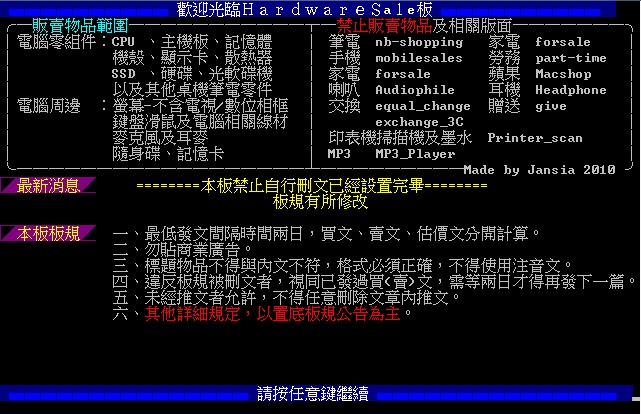 歡迎光臨HardwareSale板
販賣物品範圍
電腦零組件：CPU 、主機板、記憶體
機殼、顯示卡、散熱器
SSD 、硬碟、光軟碟機
以及其他桌機筆電零件
電腦周邊 ：螢幕-不含電視/數位相框
鍵盤滑鼠及電腦相關線材
麥克風及耳麥
隨身碟、記憶卡
禁止販賣物品及相關版面
筆電 nb-shopping 家電 forsale
手機 mobilesales 勞務 part-time
家電 forsale 蘋果 Macshop
喇叭 Audiophile 耳機 Headphone
交換 equal_change 贈送 give
exchange_3C
印表機掃描機及墨水 Printer_scan
MP3 MP3_Player
Made by Jansia 2010
最新消息 ========本板禁止自行刪文已經設置完畢========
板規有所修改
本板板規 一、最低發文間隔時間兩日，買文、賣文、估價文分開計算。
二、勿貼商業廣告。
三、標題物品不得與內文不符，格式必須正確，不得使用注音文。
四、違反板規被刪文者，視同已發過買(賣)文，需等兩日才得再發下一篇。
五、未經推文者允許，不得任意刪除文章內推文。
六、其他詳細規定，以置底板規公告為主。
請按任意鍵繼續